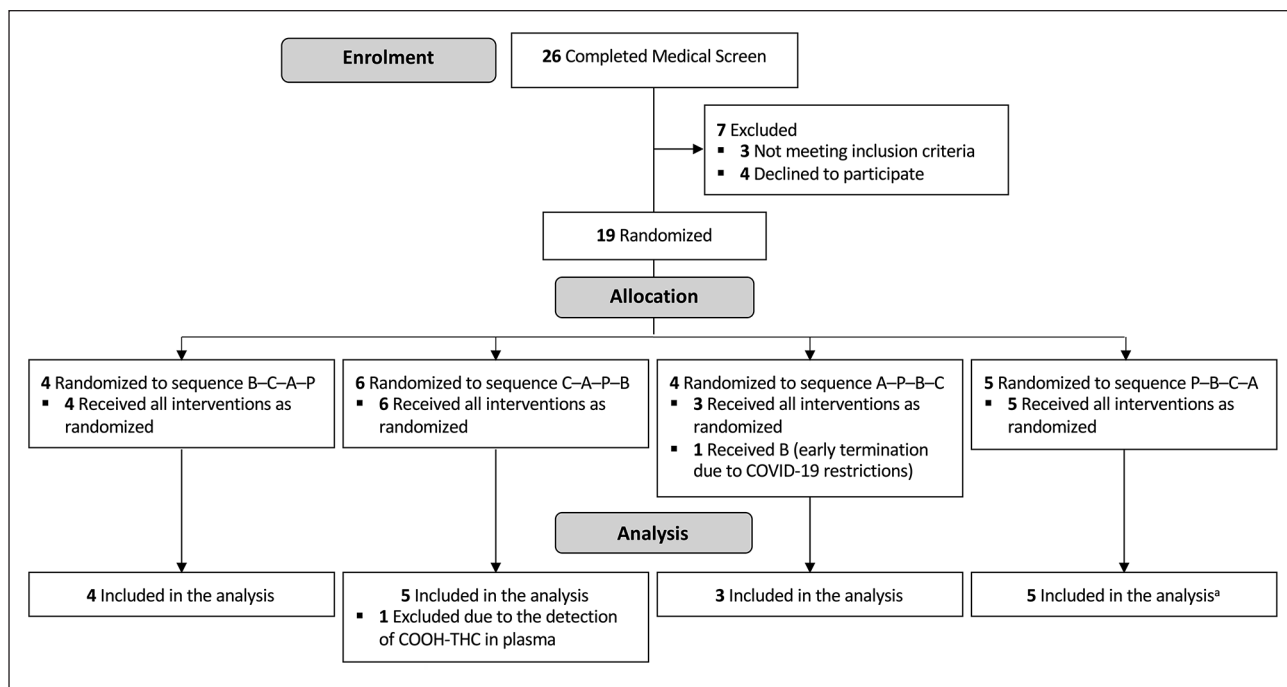 Enrolment
26 Completed Medical Screen
7 Excluded
▪ 3 Not meeting inclusion criteria
▪ 4 Declined to participate
19 Randomized
Allocation
4 Randomized to sequence B–C–A–P
▪ 4 Received all interventions as
randomized
6 Randomized to sequence C–A–P–B
▪ 6 Received all interventions as
randomized
4 Randomized to sequence A–P–B–C
▪ 3 Received all interventions as
randomized
▪ 1 Received B (early termination
due to COVID-19 restrictions)
5 Randomized to sequence P–B–C–A
▪ 5 Received all interventions as
randomized
Analysis
4 Included in the analysis
5 Included in the analysis
▪ 1 Excluded due to the detection
of COOH-THC in plasma
3 Included in the analysis
5 Included in the analysisᵃ